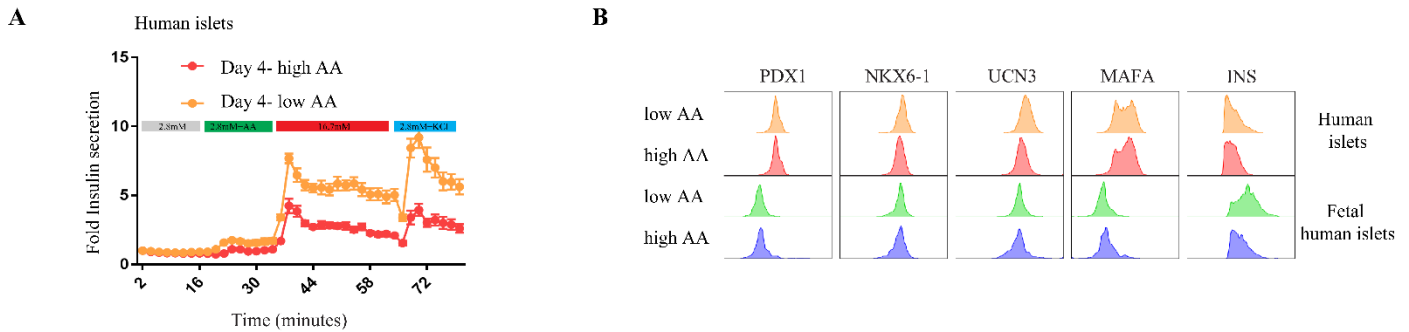 A
Human islets
Fold Insulin secretion
15
10
5
0
Day 4- high AA
Day 4- low AA
2.8mM
2.8mM+AA
16.7mM
2.8mM+KCl
2
16
30
44
58
72
Time (minutes)
B
PDX1
NKX6-1
UCN3
MAFA
INS
low AA
high AA
low AA
high AA
Human
islets
Fetal
human islets